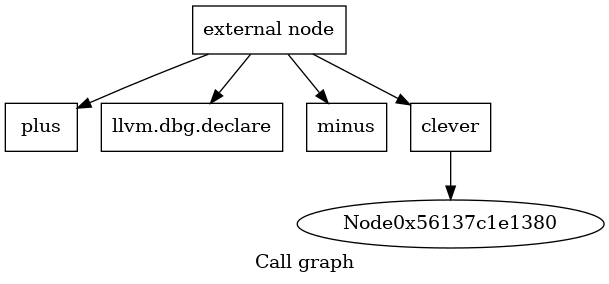 external node
plus
llvm.dbg.declare
minus
clever
Node0x56137c1e1380
Call graph